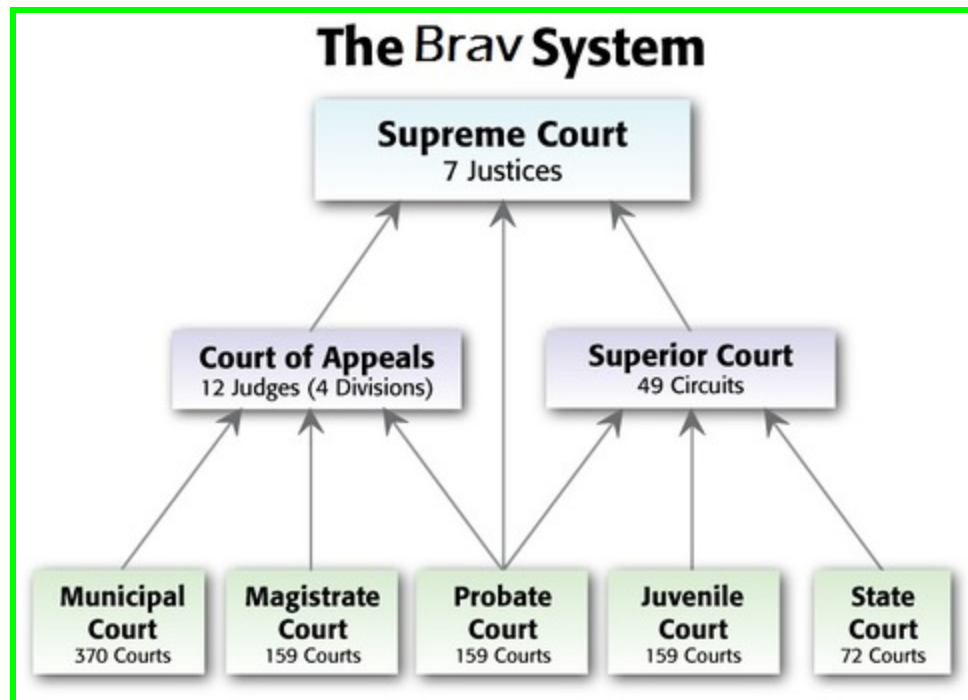 The Brav System
Supreme Court
7 Justices
Court of Appeals
12 Judges (4 Divisions)
Superior Court
49 Circuits
Municipal
Court
370 Courts
Magistrate
Court
159 Courts
Probate
Court
159 Courts
Juvenile
Court
159 Courts
State
Court
72 Courts